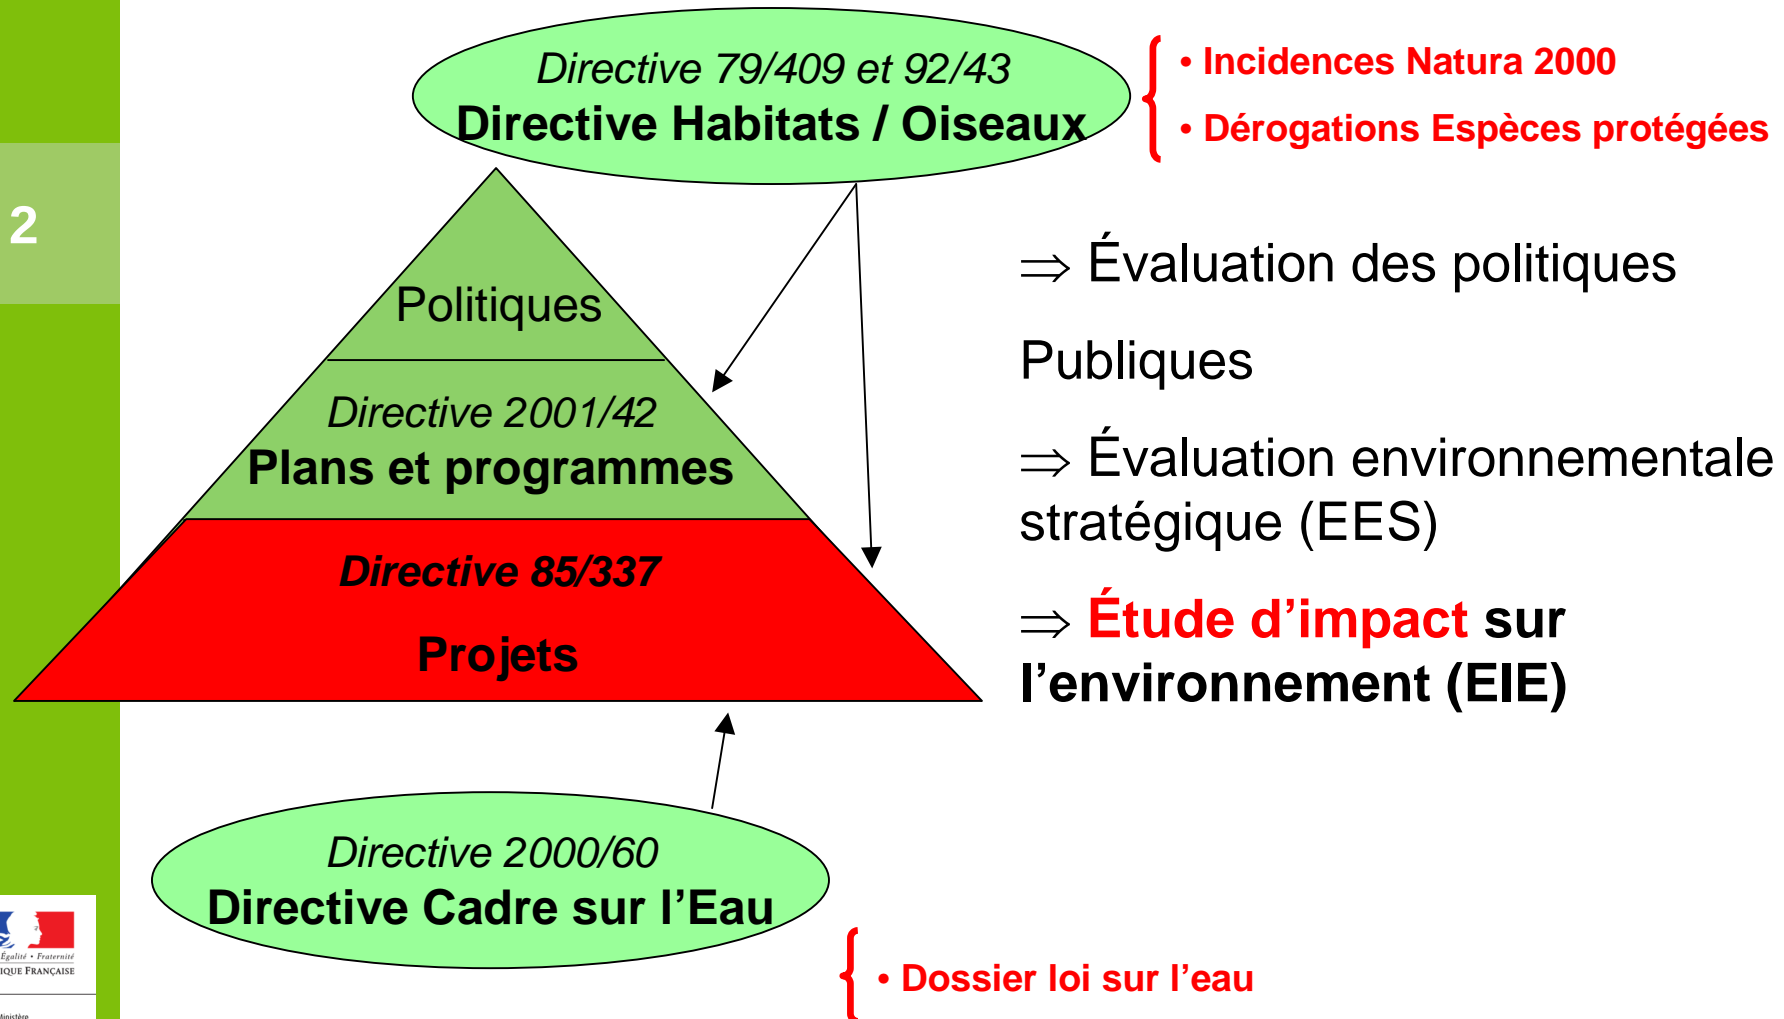 Directive 79/409 et 92/43
Directive Habitats / Oiseaux
• Incidences Natura 2000
• Dérogations Espèces protégées
2
Politiques
Directive 2001/42
Plans et programmes
Directive 85/337
Projets
⇒ Évaluation des politiques
Publiques
⇒ Évaluation environnementale
stratégique (EES)
⇒ Étude d’impact sur
l’environnement (EIE)
Directive 2000/60
Directive Cadre sur l’Eau
• Dossier loi sur l’eau
Égalité • Fraternité
IQUE FRANÇAISE
Ministère